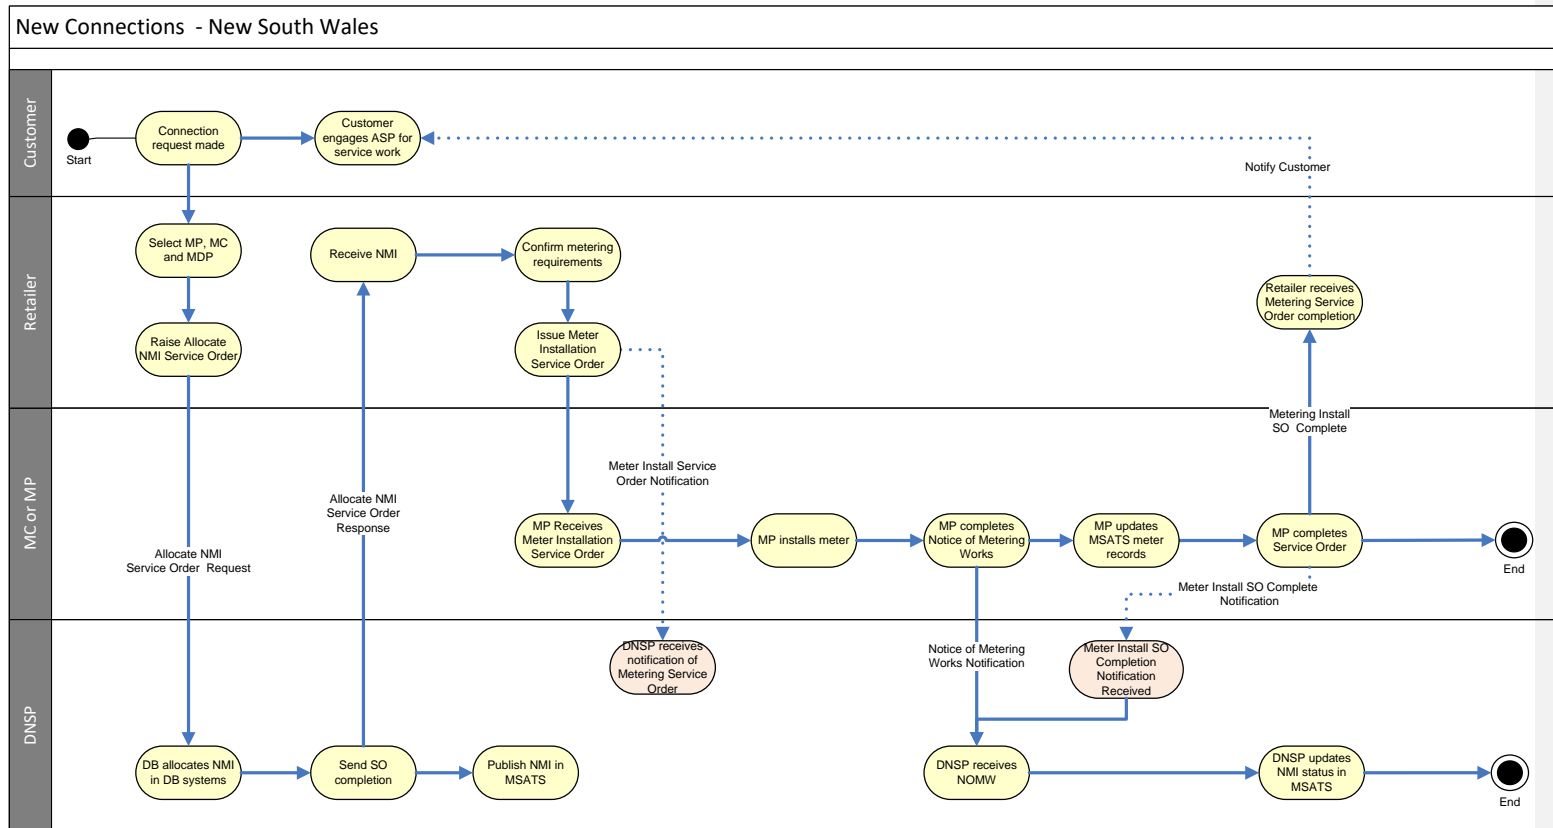 New Connections  - New South Wales
Customer
Start
Connection
request made
Customer
engages ASP for
service work
Notify Customer
Retailer
Select MP, MC
and MDP
Receive NMI
Confirm metering
requirements
Raise Allocate
NMI Service Order
Issue Meter
Installation
Service Order
Retailer receives
Metering Service
Order completion
MC or MP
Metering Install
SO  Complete
Meter Install Service
Order Notification
Allocate NMI
Service Order
Response
Allocate NMI
Service Order  Request
MP Receives
Meter Installation
Service Order
MP installs meter
MP completes
Notice of Metering
Works
MP updates
MSATS meter
records
MP completes
Service Order
End
Meter Install SO Complete
Notification
DNSP
DNSP receives
notification of
Metering Service
Order
Notice of Metering
Works Notification
Meter Install SO
Completion
Notification
Received
DB allocates NMI
in DB systems
Send SO
completion
Publish NMI in
MSATS
DNSP receives
NOMW
DNSP updates
NMI status in
MSATS
End